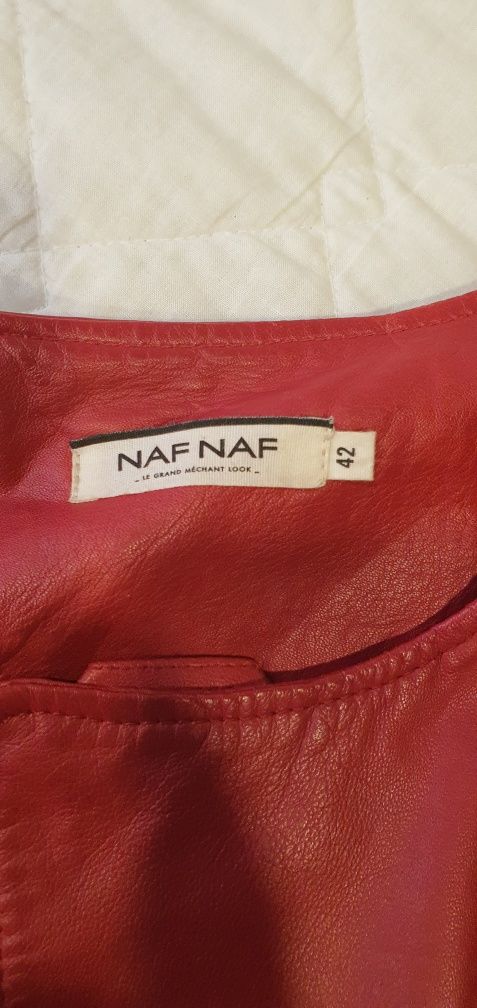 NAF NAF
_ LE GRAND MÉCHANT LOOK _
42